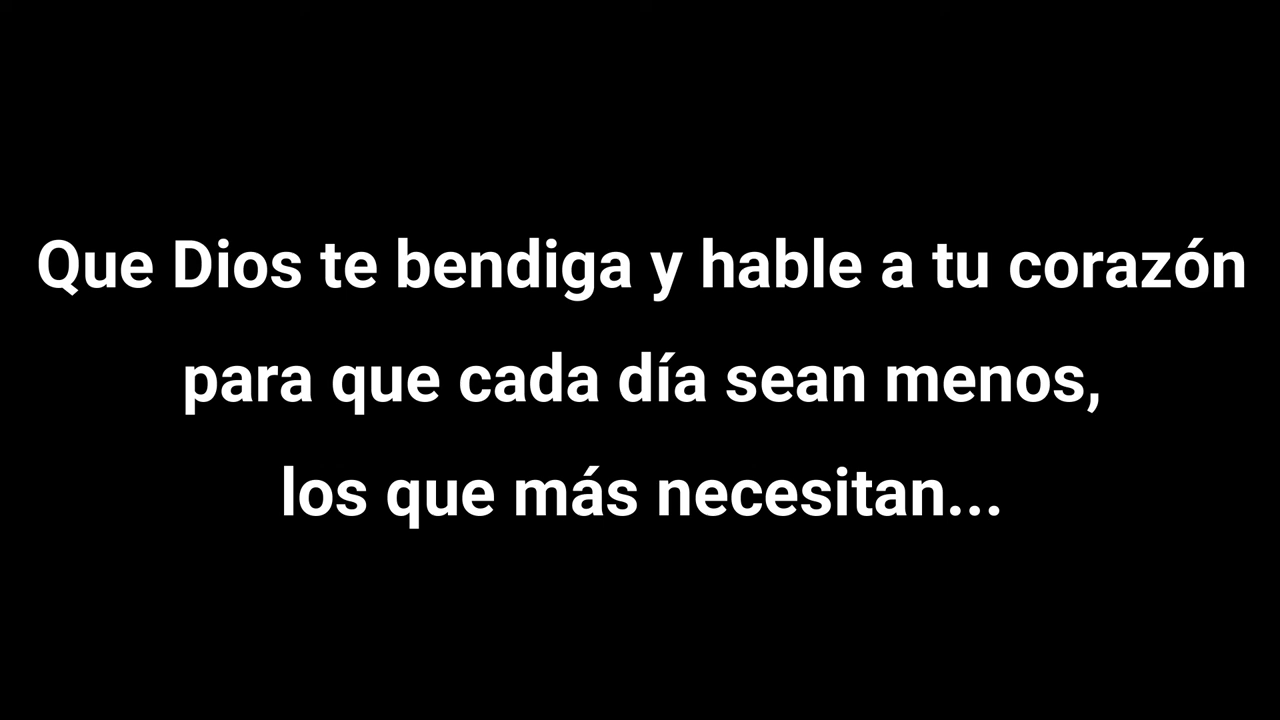 Que Dios te bendiga y hable a tu corazón
para que cada día sean menos,
los que más necesitan...